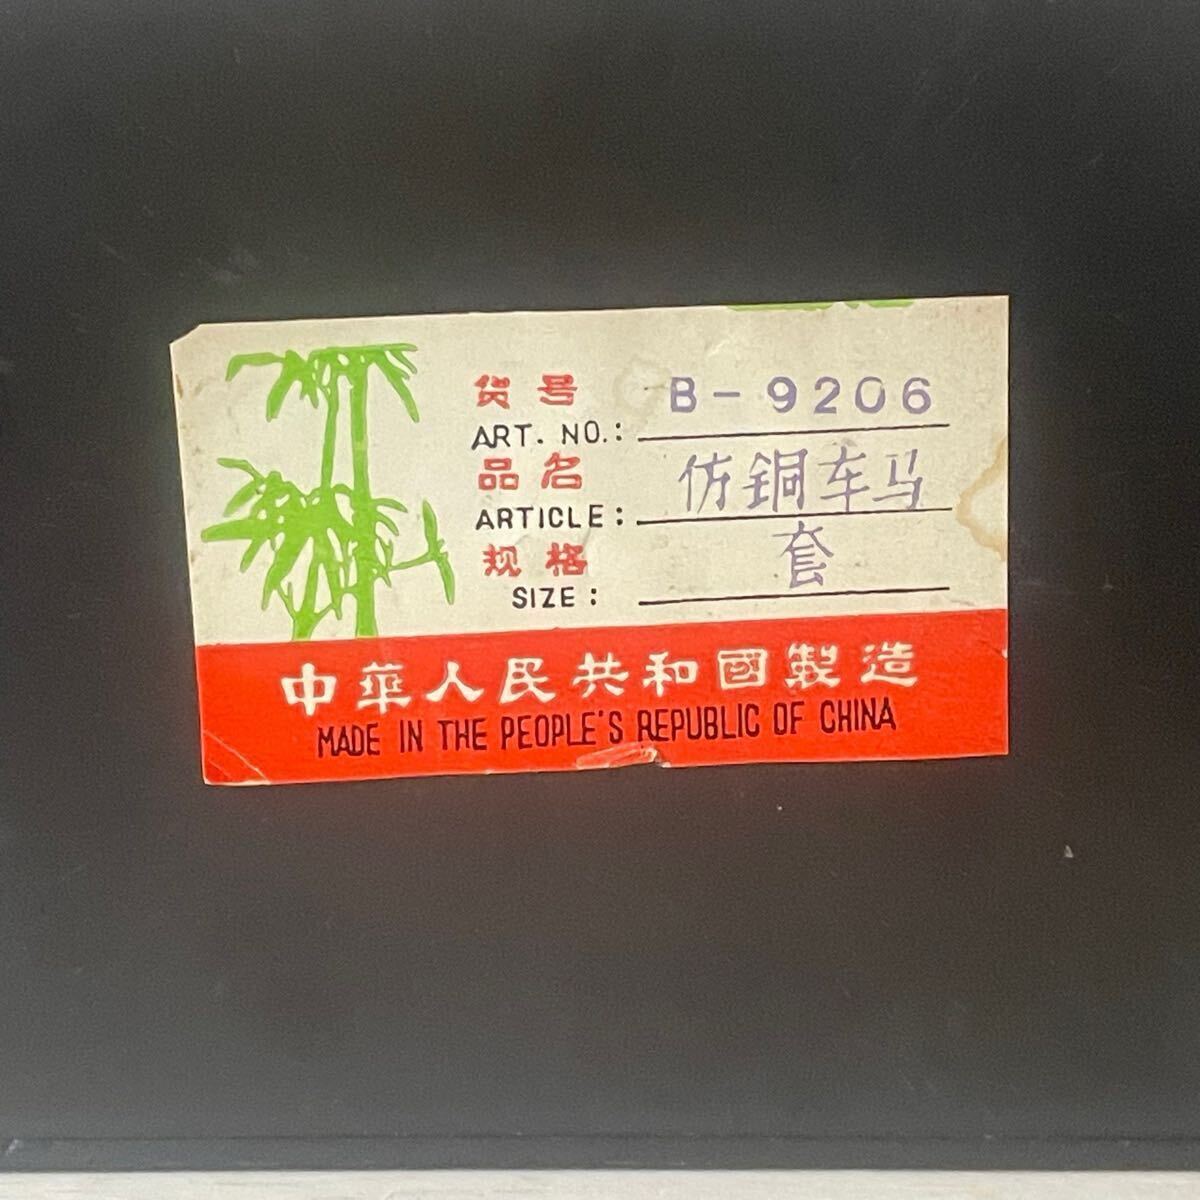 货号 B-9206
ART. NO.:
品名 仿铜车马
ARTICLE:
规格 套
SIZE:
中華人民共和國製造
MADE IN THE PEOPLE'S REPUBLIC OF CHINA